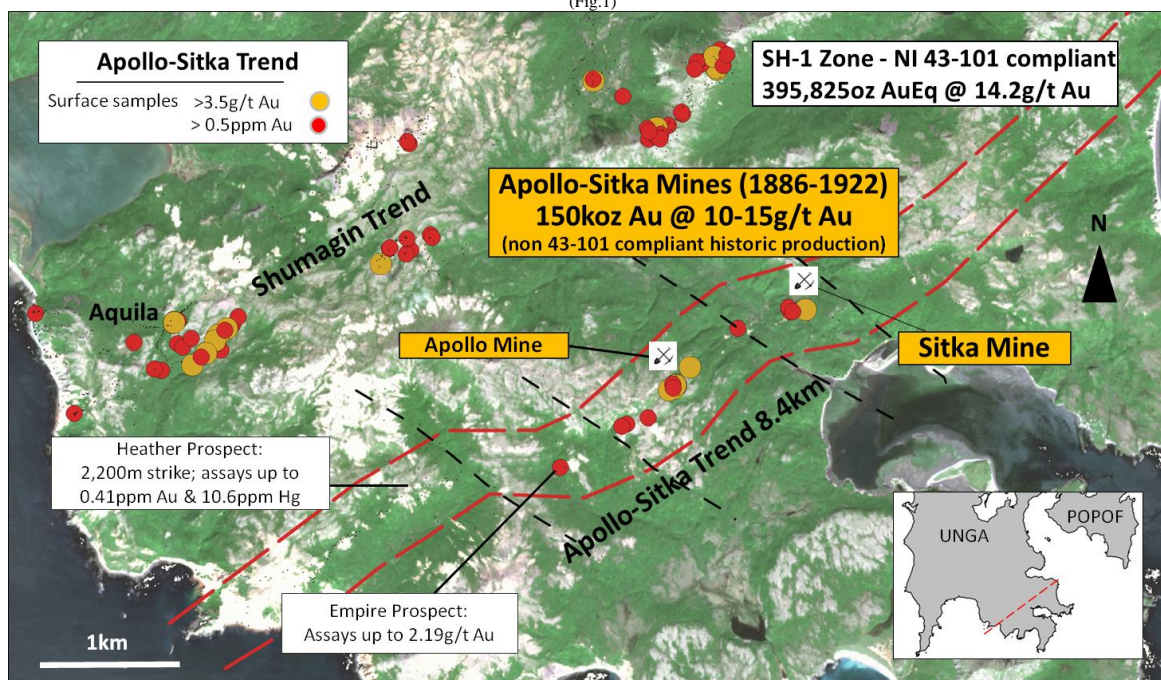 (Fig.1)
Apollo-Sitka Trend
Surface samples >3.5g/t Au
> 0.5ppm Au
SH-1 Zone - NI 43-101 compliant
395,825oz AuEq @ 14.2g/t Au
Apollo-Sitka Mines (1886-1922)
150koz Au @ 10-15g/t Au
(non 43-101 compliant historic production)
N
Shumagin Trend
Aquila
Apollo Mine
Sitka Mine
Apollo-Sitka Trend 8.4km
Heather Prospect:
2,200m strike; assays up to
0.41ppm Au & 10.6ppm Hg
Empire Prospect:
Assays up to 2.19g/t Au
1km
UNGA
POPOF